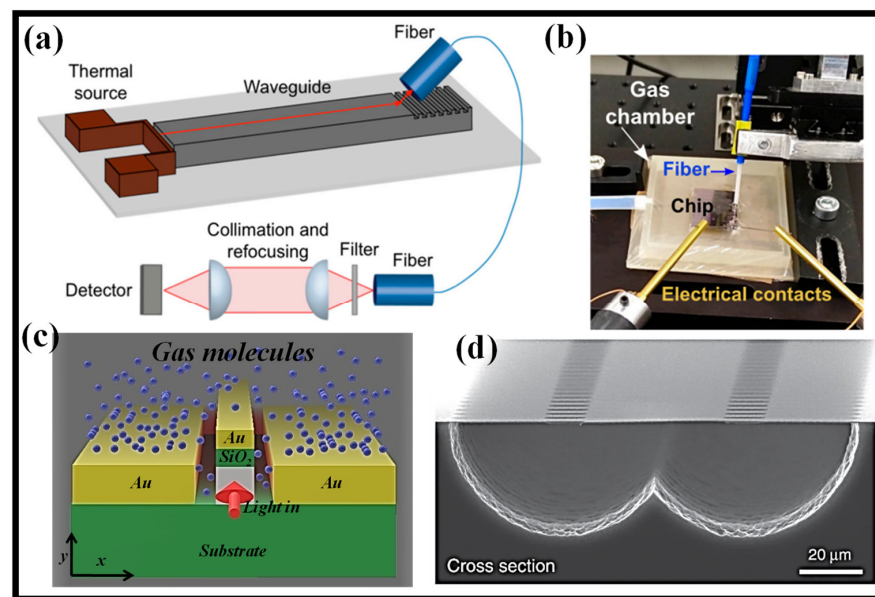 (a)
Fiber
Thermal
source
Waveguide
Collimation and
refocusing
Filter
Fiber
Detector
(b)
Gas
chamber
Fiber
Chip
Electrical contacts
(c)
Gas molecules
Au
SiO2
Au
Au
Light in
Substrate
y
x
(d)
Cross section
20 μm